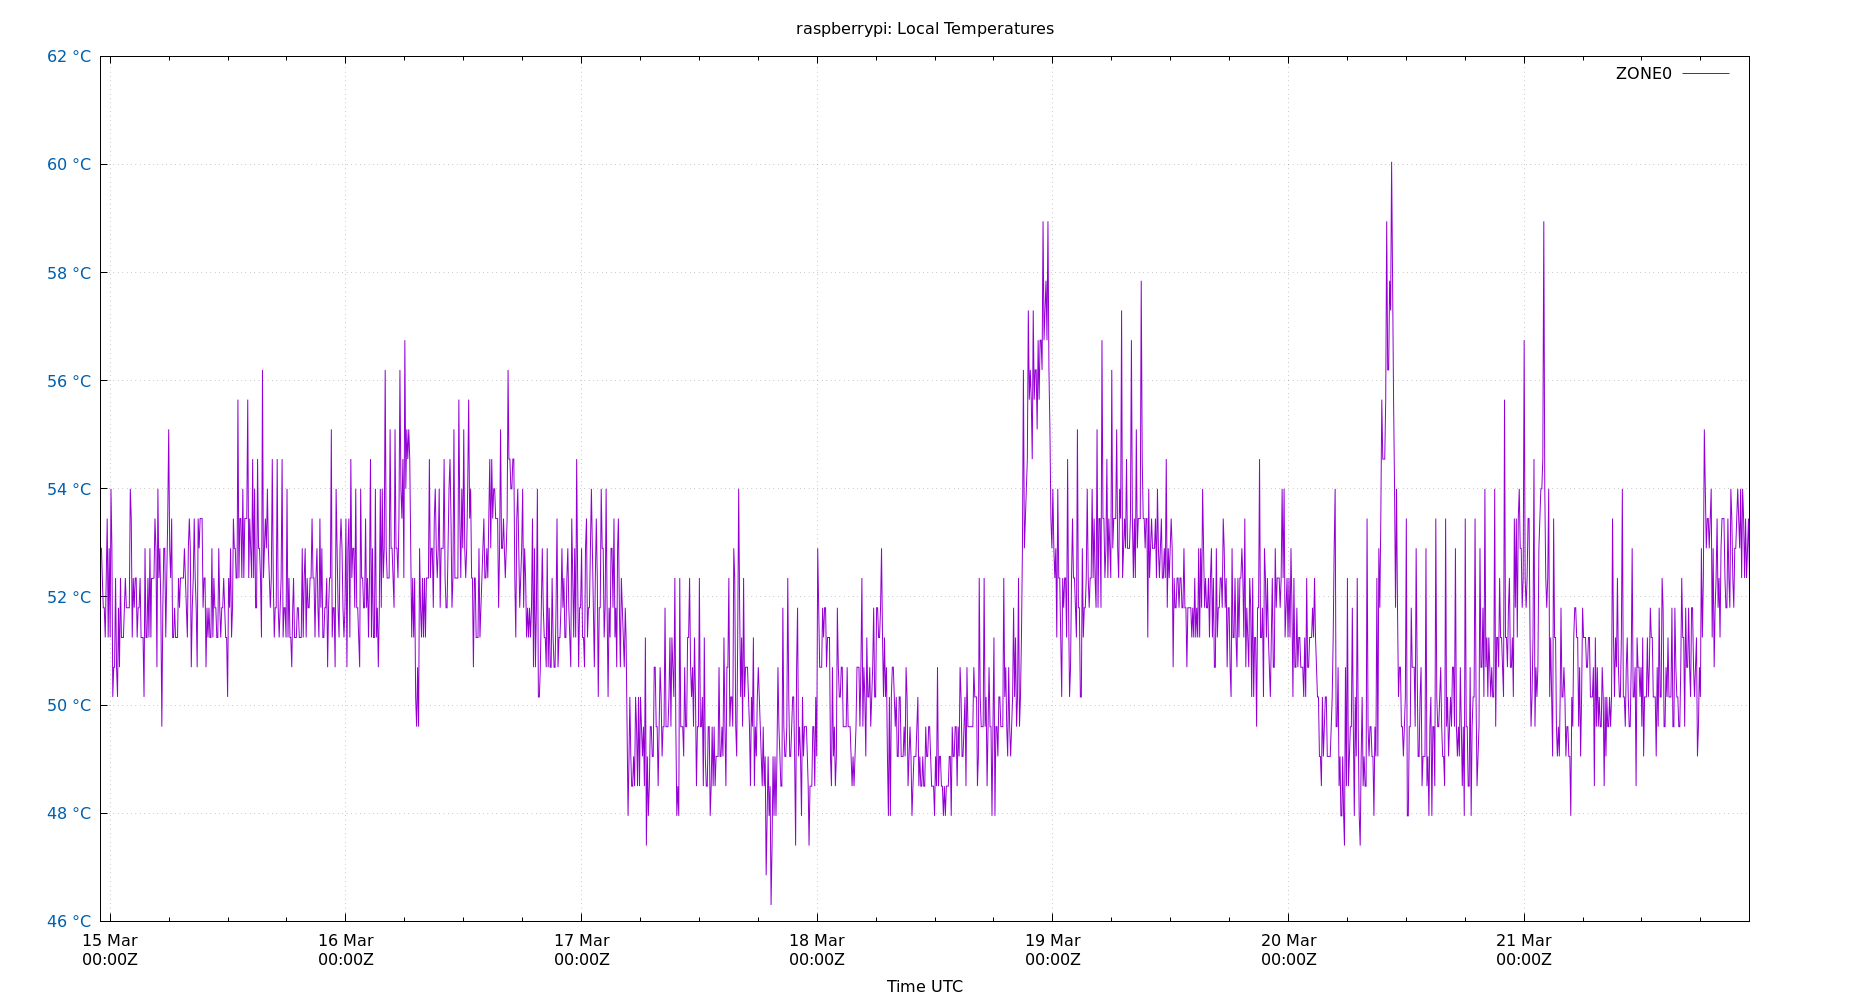 raspberrypi: Local Temperatures
ZONE0
62 °C
60 °C
58 °C
56 °C
54 °C
52 °C
50 °C
48 °C
46 °C
15 Mar 16 Mar 17 Mar 18 Mar 19 Mar 20 Mar 21 Mar
00:00Z 00:00Z 00:00Z 00:00Z 00:00Z 00:00Z 00:00Z
Time UTC